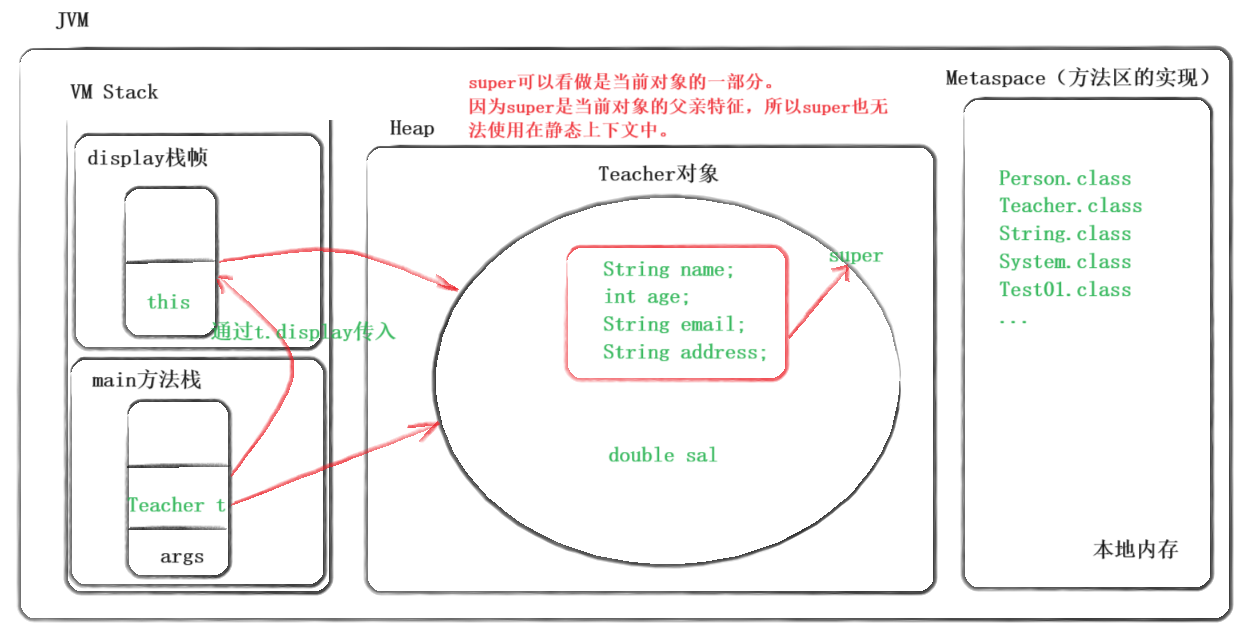 JVM
VM Stack
display栈帧
this
通过t.display传入
main方法栈
Teacher t
args
super可以看做是当前对象的一部分。
因为super是当前对象的父亲特征，所以super也无
法使用在静态上下文中。
Heap
Teacher对象
super
String name;
int age;
String email;
String address;
double sal
Metaspace（方法区的实现）
Person.class
Teacher.class
String.class
System.class
Test01.class
...
本地内存